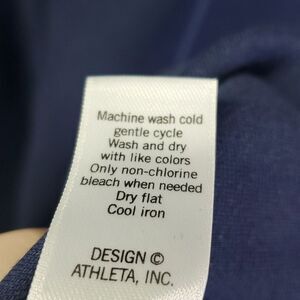 Machine wash cold
gentle cycle
Wash and dry
with like colors
Only non-chlorine
bleach when needed
Dry flat
Cool iron
DESIGN ©
ATHLETA, INC.